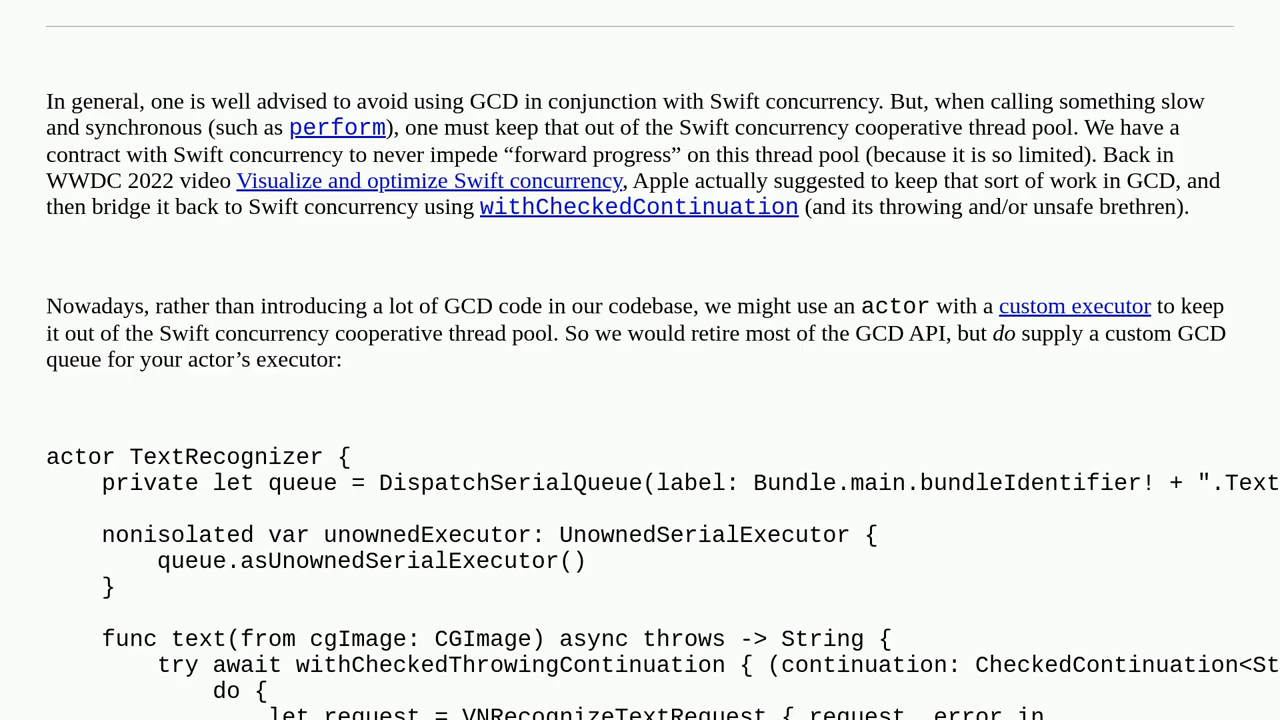 In general, one is well advised to avoid using GCD in conjunction with Swift concurrency. But, when calling something slow
and synchronous (such as perform), one must keep that out of the Swift concurrency cooperative thread pool. We have a
contract with Swift concurrency to never impede “forward progress” on this thread pool (because it is so limited). Back in
WWDC 2022 video Visualize and optimize Swift concurrency, Apple actually suggested to keep that sort of work in GCD, and
then bridge it back to Swift concurrency using withCheckedContinuation (and its throwing and/or unsafe brethren).
Nowadays, rather than introducing a lot of GCD code in our codebase, we might use an actor with a custom executor to keep
it out of the Swift concurrency cooperative thread pool. So we would retire most of the GCD API, but do supply a custom GCD
queue for your actor’s executor:
actor TextRecognizer {
    private let queue = DispatchSerialQueue(label: Bundle.main.bundleIdentifier! + ".Text
    nonisolated var unownedExecutor: UnownedSerialExecutor {
        queue.asUnownedSerialExecutor()
    }
    func text(from cgImage: CGImage) async throws -> String {
        try await withCheckedThrowingContinuation { (continuation: CheckedContinuation<St
            do {
                let request = VNRecognizeTextRequest { request, error in